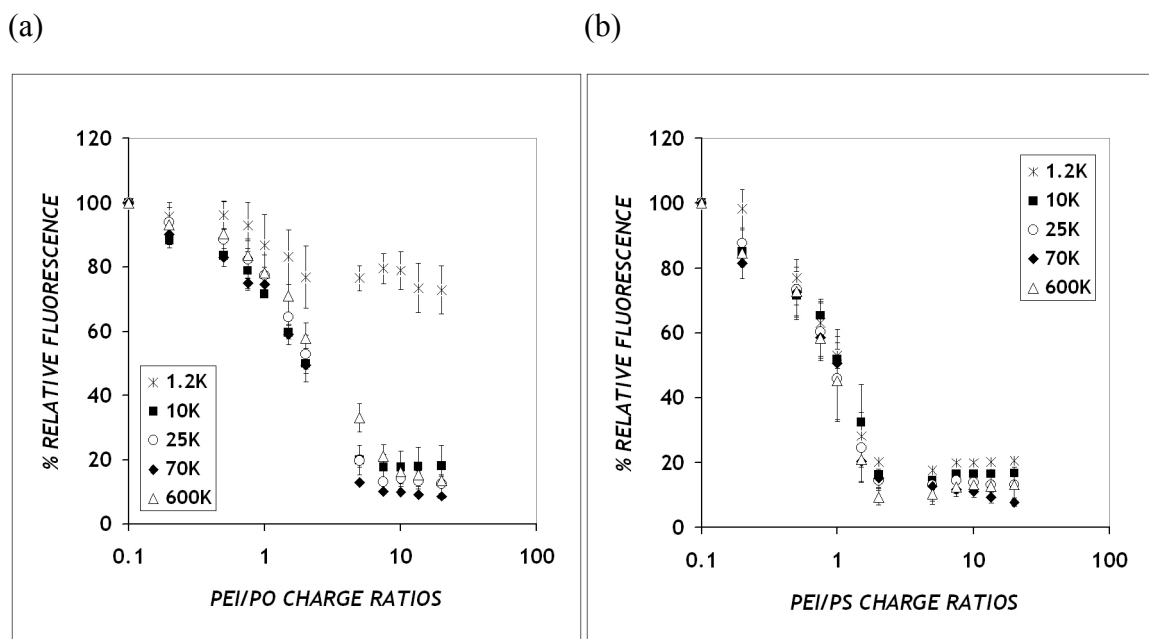 (a)
(b)
120
100
80
60
40
20
0
% RELATIVE FLUORESCENCE
1.2K
10K
25K
70K
600K
0.1
1
10
100
PEI/PO CHARGE RATIOS
120
100
80
60
40
20
0
% RELATIVE FLUORESCENCE
1.2K
10K
25K
70K
600K
0.1
1
10
100
PEI/PS CHARGE RATIOS